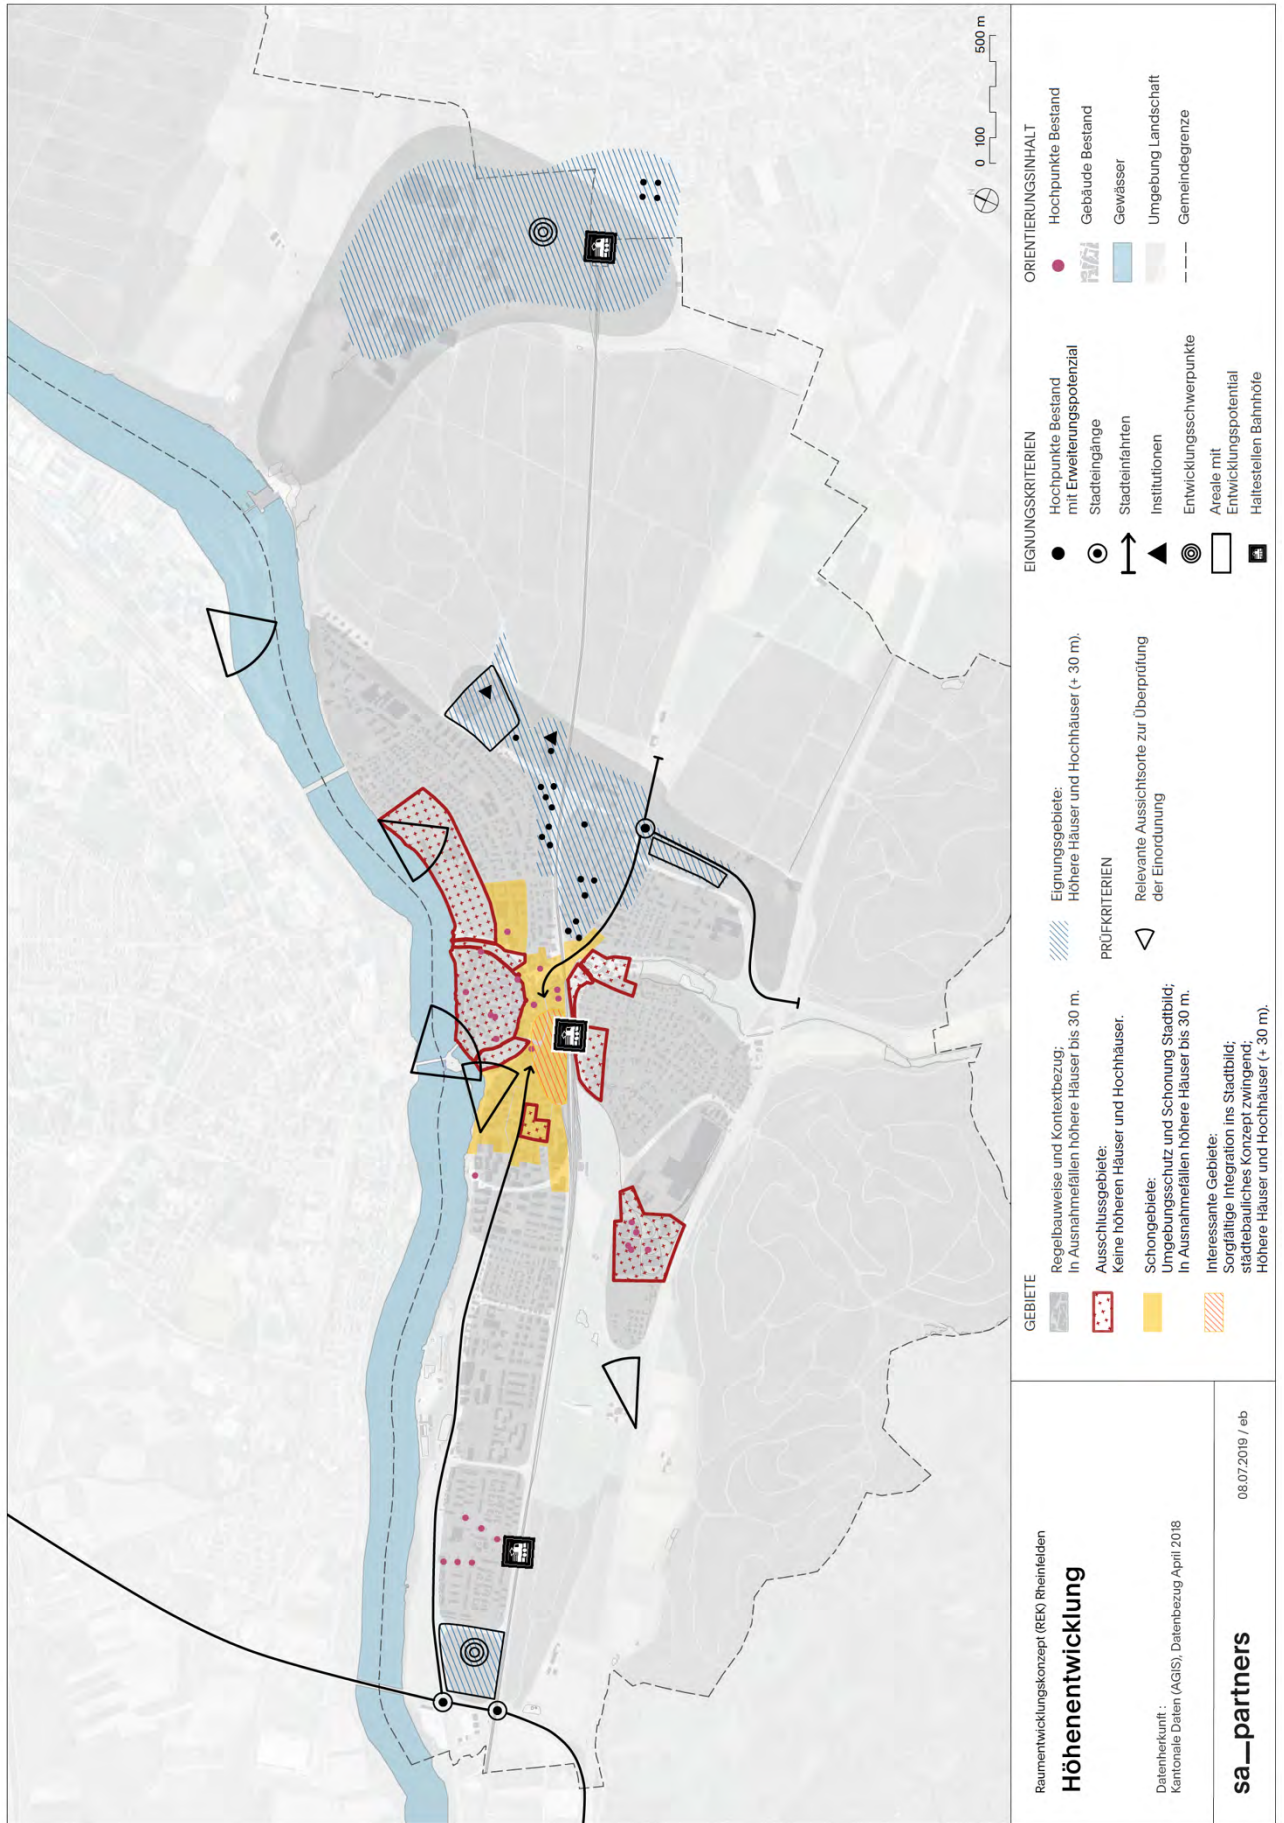 Raumentwicklungskonzept (REK) Rheinfelden
Höhenentwicklung
Datenherkunft :
Kantonale Daten (AGIS), Datenbezug April 2018
sa__partners
08.07.2019 / eb
GEBIETE
Regelbauweise und Kontextbezug;
In Ausnahmefällen höhere Häuser bis 30 m.
Ausschlussgebiete:
Keine höheren Häuser und Hochhäuser.
Schongebiete:
Umgebungsschutz und Schonung Stadtbild;
In Ausnahmefällen höhere Häuser bis 30 m.
Interessante Gebiete:
Sorgfältige Integration ins Stadtbild;
städtebauliches Konzept zwingend;
Höhere Häuser und Hochhäuser (+ 30 m).
Eignungsgebiete:
Höhere Häuser und Hochhäuser (+ 30 m).
PRÜFKRITERIEN
Relevante Aussichtsorte zur Überprüfung
der Einordunung
EIGNUNGSKRITERIEN
Hochpunkte Bestand
mit Erweiterungspotenzial
Stadteingänge
Stadteinfahrten
Institutionen
Entwicklungsschwerpunkte
Areale mit
Entwicklungspotential
Haltestellen Bahnhöfe
ORIENTIERUNGSINHALT
Hochpunkte Bestand
Gebäude Bestand
Gewässer
Umgebung Landschaft
Gemeindegrenze
N
0 100 500 m